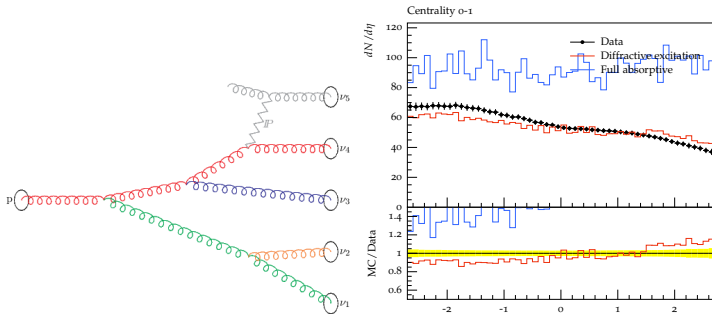 p
ν₅
IP
ν₄
ν₃
ν₂
ν₁
Centrality 0-1
dN/dη
Data
Diffractive excitation
Full absorptive
120
100
80
60
40
20
0
MC/Data
1.4
1.2
1
0.8
0.6
-2 -1 0 1 2